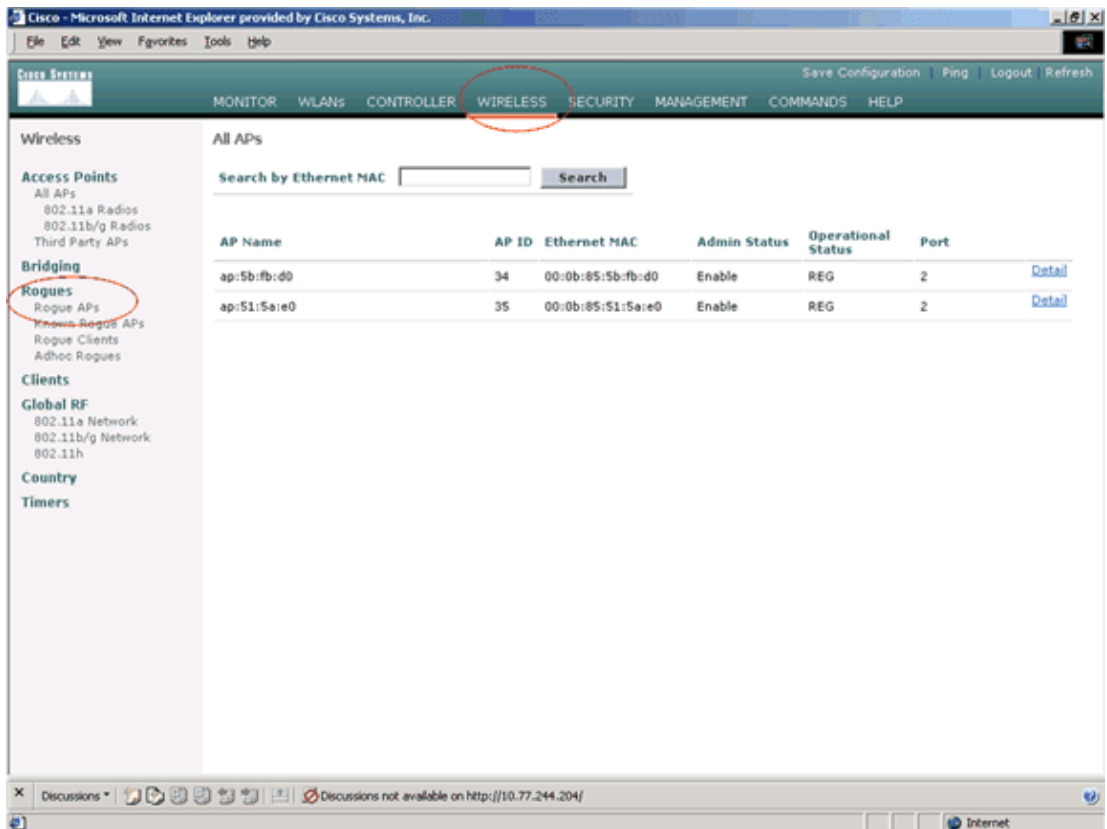 Cisco - Microsoft Internet Explorer provided by Cisco Systems, Inc.
File Edit View Favorites Tools Help
CISCO SYSTEMS
Save Configuration | Ping | Logout | Refresh
MONITOR WLANs CONTROLLER WIRELESS SECURITY MANAGEMENT COMMANDS HELP
Wireless
Access Points
All APs
802.11a Radios
802.11b/g Radios
Third Party APs
Bridging
Rogues
Rogue APs
Known Rogue APs
Rogue Clients
Adhoc Rogues
Clients
Global RF
802.11a Network
802.11b/g Network
802.11h
Country
Timers
All APs
Search by Ethernet MAC Search
AP Name AP ID Ethernet MAC Admin Status Operational Status Port
ap:5b:fb:d0 34 00:0b:85:5b:fb:d0 Enable REG 2 Detail
ap:51:5a:e0 35 00:0b:85:51:5a:e0 Enable REG 2 Detail
Discussions Discussions not available on http://10.77.244.204/
Internet